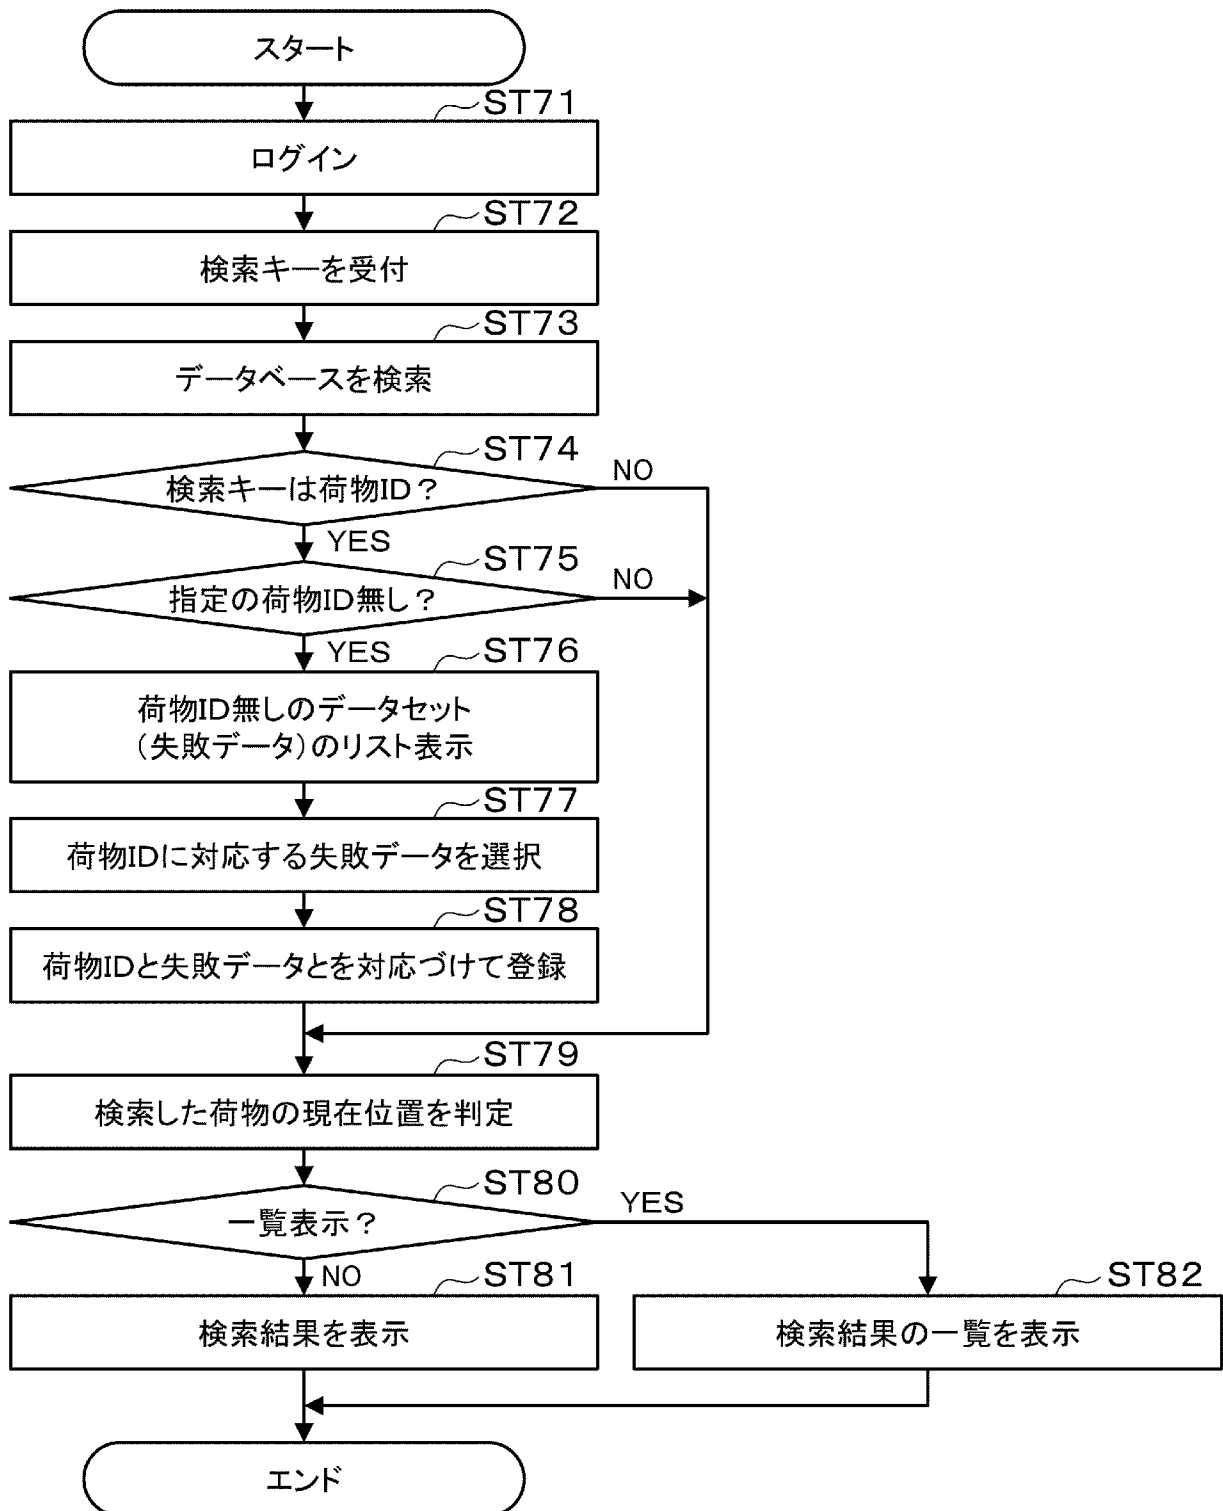 スタート
ST71
ログイン
ST72
検索キーを受付
ST73
データベースを検索
ST74
検索キーは荷物ID？
NO
YES
ST75
指定の荷物ID無し？
NO
YES
ST76
荷物ID無しのデータセット
（失敗データ）のリスト表示
ST77
荷物IDに対応する失敗データを選択
ST78
荷物IDと失敗データとを対応づけて登録
ST79
検索した荷物の現在位置を判定
ST80
一覧表示？
YES
NO
ST81
検索結果を表示
ST82
検索結果の一覧を表示
エンド